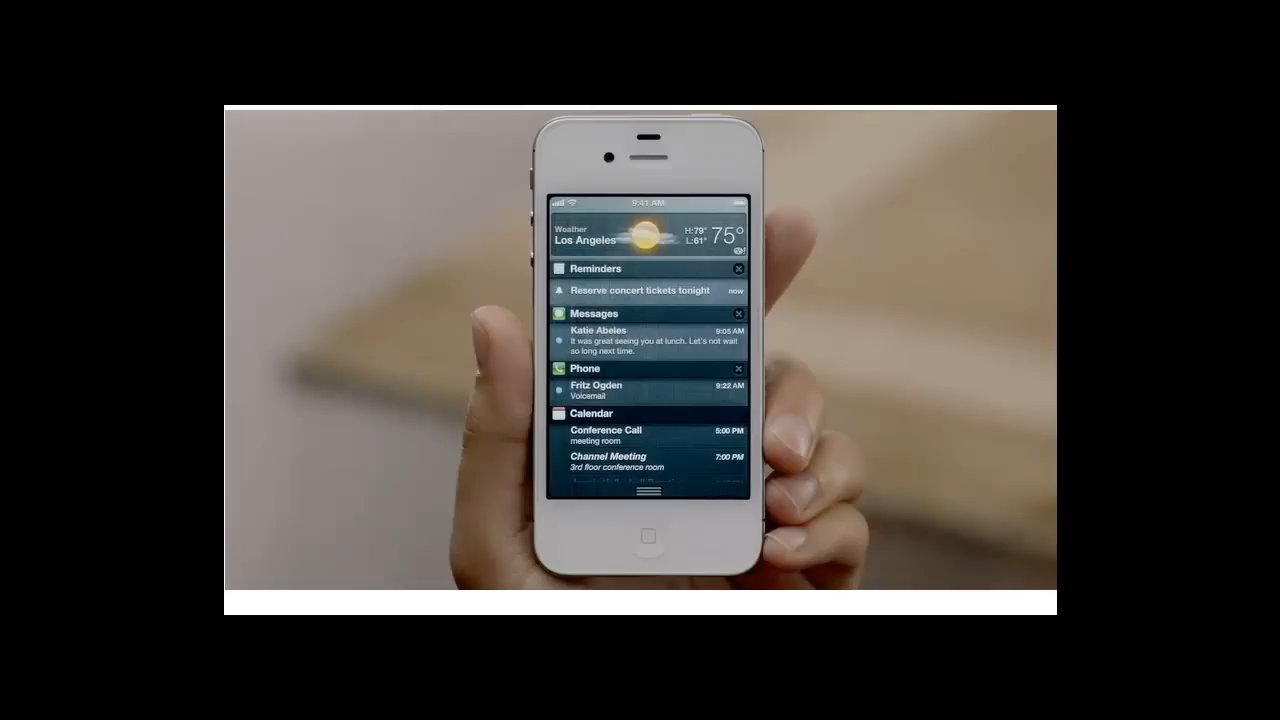 9:41 AM
Weather
Los Angeles
H:79°
L:61°
75°
Reminders
Reserve concert tickets tonight now
Messages
Katie Abeles 9:05 AM
It was great seeing you at lunch. Let's not wait
so long next time.
Phone
Fritz Ogden 9:22 AM
Voicemail
Calendar
Conference Call 5:00 PM
meeting room
Channel Meeting 7:00 PM
3rd floor conference room